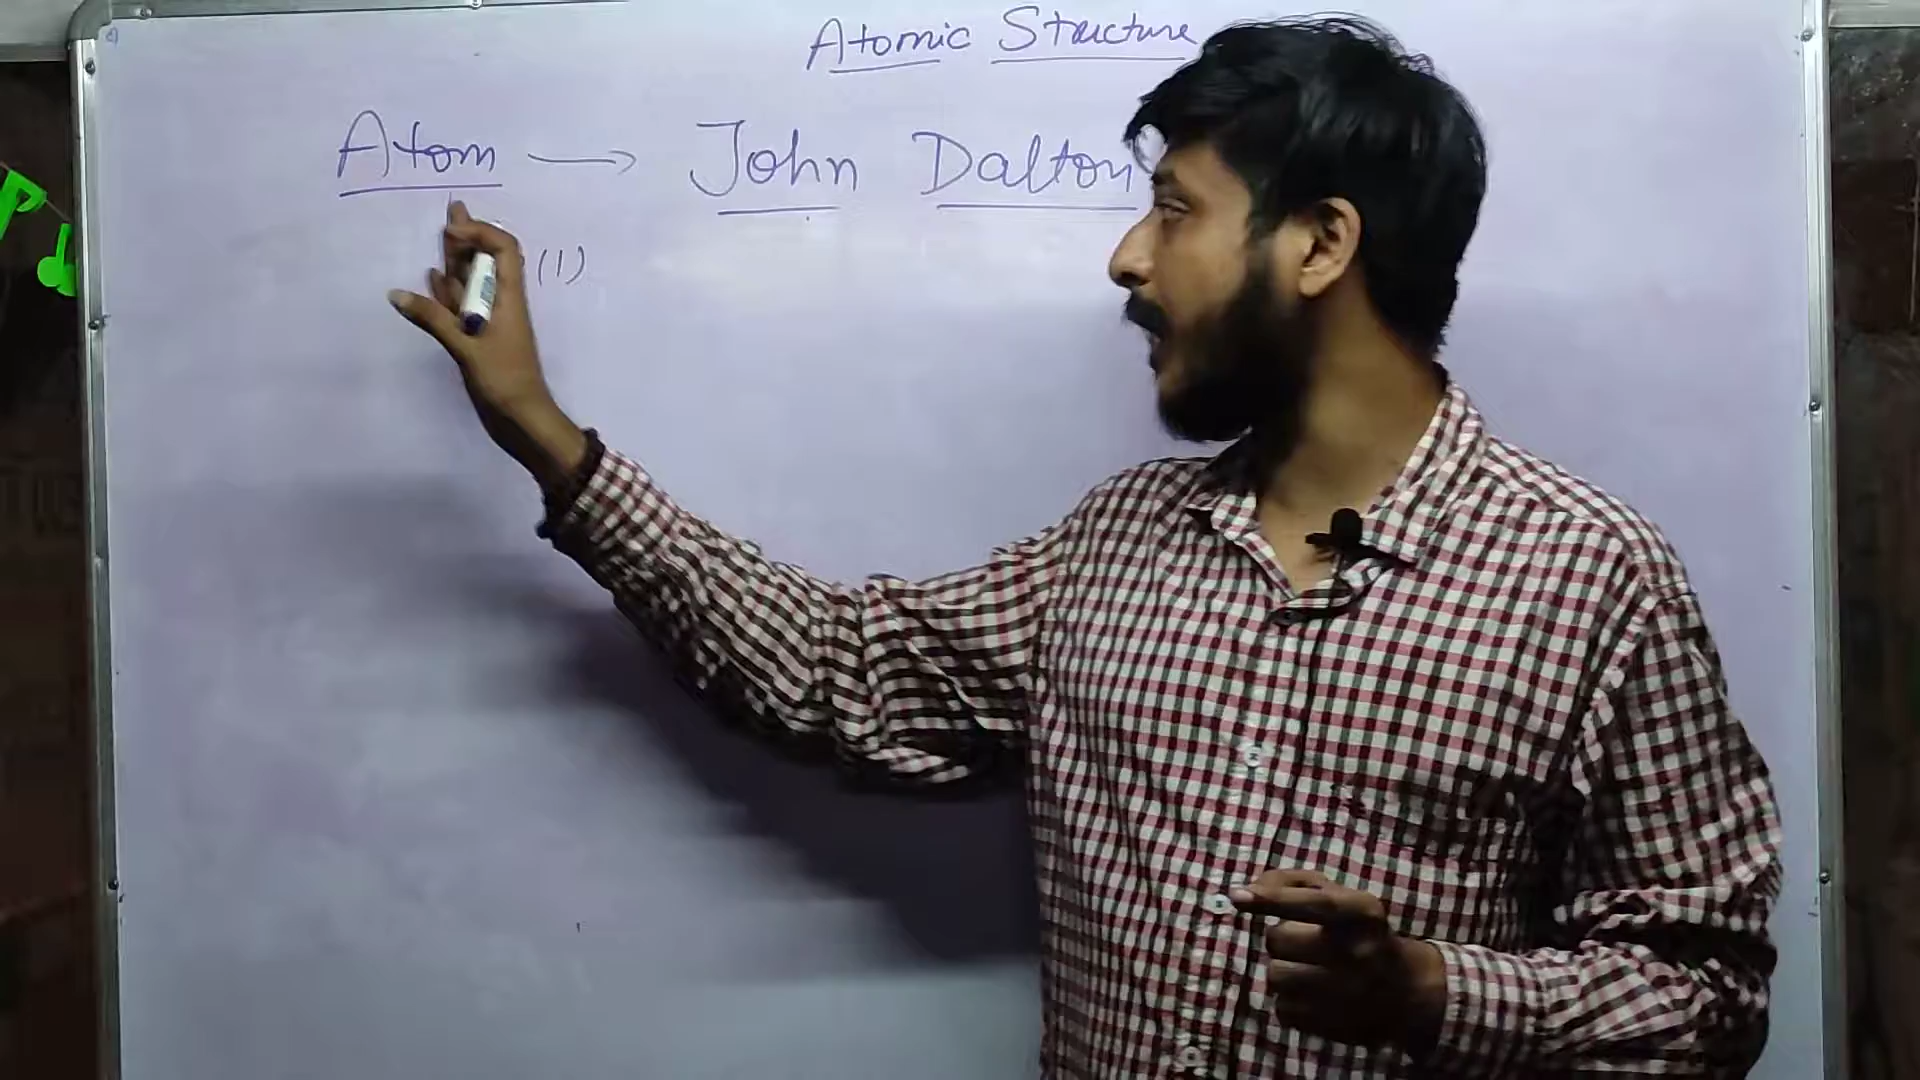 Atomic Structure
Atom → John Dalton
(1)